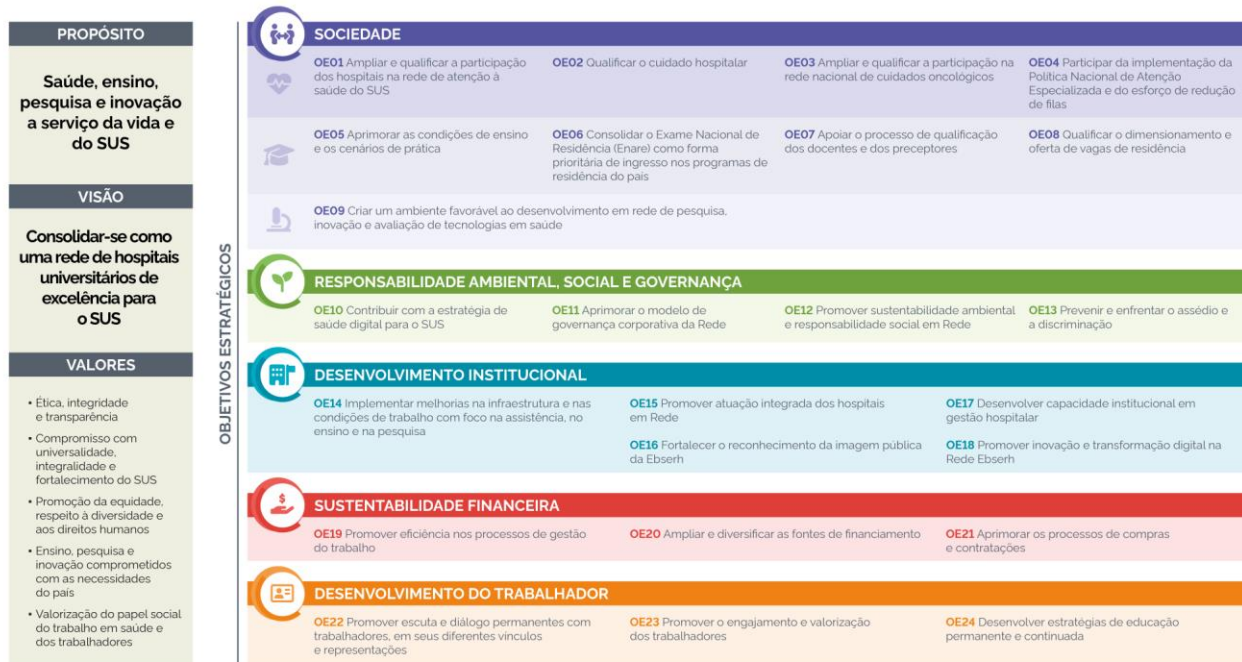 PROPÓSITO
Saúde, ensino,
pesquisa e inovação
a serviço da vida e
do SUS
VISÃO
Consolidar-se como
uma rede de hospitais
universitários de
excelência para
o SUS
VALORES
• Ética, integridade
e transparência
• Compromisso com
universalidade,
integralidade e
fortalecimento do SUS
• Promoção da equidade,
respeito à diversidade e
aos direitos humanos
• Ensino, pesquisa e
inovação comprometidos
com as necessidades
do país
• Valorização do papel social
do trabalho em saúde e
dos trabalhadores
OBJETIVOS ESTRATÉGICOS
SOCIEDADE
OE01 Ampliar e qualificar a participação
dos hospitais na rede de atenção à
saúde do SUS
OE02 Qualificar o cuidado hospitalar
OE03 Ampliar e qualificar a participação na
rede nacional de cuidados oncológicos
OE04 Participar da implementação da
Política Nacional de Atenção
Especializada e do esforço de redução
de filas
OE05 Aprimorar as condições de ensino
e os cenários de prática
OE06 Consolidar o Exame Nacional de
Residência (Enare) como forma
prioritária de ingresso nos programas de
residência do país
OE07 Apoiar o processo de qualificação
dos docentes e dos preceptores
OE08 Qualificar o dimensionamento e
oferta de vagas de residência
OE09 Criar um ambiente favorável ao desenvolvimento em rede de pesquisa,
inovação e avaliação de tecnologias em saúde
RESPONSABILIDADE AMBIENTAL, SOCIAL E GOVERNANÇA
OE10 Contribuir com a estratégia de
saúde digital para o SUS
OE11 Aprimorar o modelo de
governança corporativa da Rede
OE12 Promover sustentabilidade ambiental
e responsabilidade social em Rede
OE13 Prevenir e enfrentar o assédio e
a discriminação
DESENVOLVIMENTO INSTITUCIONAL
OE14 Implementar melhorias na infraestrutura e nas
condições de trabalho com foco na assistência, no
ensino e na pesquisa
OE15 Promover atuação integrada dos hospitais
em Rede
OE16 Fortalecer o reconhecimento da imagem pública
da Ebserh
OE17 Desenvolver capacidade institucional em
gestão hospitalar
OE18 Promover inovação e transformação digital na
Rede Ebserh
SUSTENTABILIDADE FINANCEIRA
OE19 Promover eficiência nos processos de gestão
do trabalho
OE20 Ampliar e diversificar as fontes de financiamento
OE21 Aprimorar os processos de compras
e contratações
DESENVOLVIMENTO DO TRABALHADOR
OE22 Promover escuta e diálogo permanentes com
trabalhadores, em seus diferentes vínculos
e representações
OE23 Promover o engajamento e valorização
dos trabalhadores
OE24 Desenvolver estratégias de educação
permanente e continuada